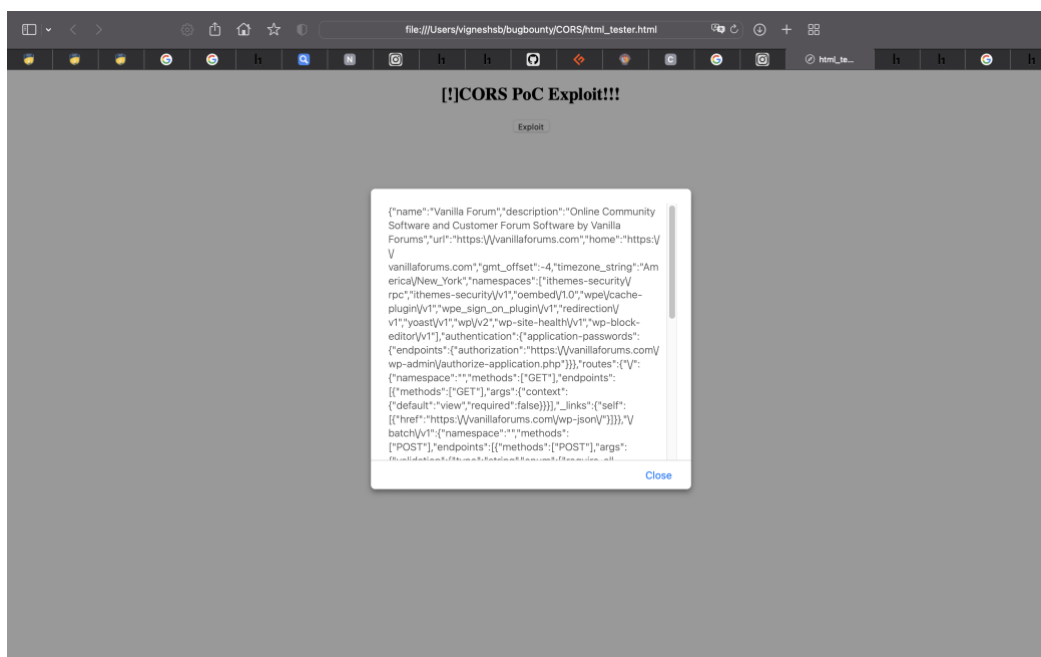 file:///Users/vigneshsb/bugbounty/CORS/html_tester.html
html_te...
[!]CORS PoC Exploit!!!
Exploit
{"name":"Vanilla Forum","description":"Online Community
Software and Customer Forum Software by Vanilla
Forums","url":"https:\/\/vanillaforums.com","home":"https:\/
\/
vanillaforums.com","gmt_offset":-4,"timezone_string":"Am
erica\/New_York","namespaces":["ithemes-security\/
rpc","ithemes-security\/v1","oembed\/1.0","wpe\/cache-
plugin\/v1","wpe_sign_on_plugin\/v1","redirection\/
v1","yoast\/v1","wp\/v2","wp-site-health\/v1","wp-block-
editor\/v1"],"authentication":{"application-passwords":
{"endpoints":{"authorization":"https:\/\/vanillaforums.com\/
wp-admin\/authorize-application.php"}}},"routes":{"\/":
{"namespace":"","methods":["GET"],"endpoints":
[{"methods":["GET"],"args":{"context":
{"default":"view","required":false}}}],"_links":{"self":
[{"href":"https:\/\/vanillaforums.com\/wp-json\/"}]}},"\/
batch\/v1":{"namespace":"","methods":
["POST"],"endpoints":[{"methods":["POST"],"args":
Close